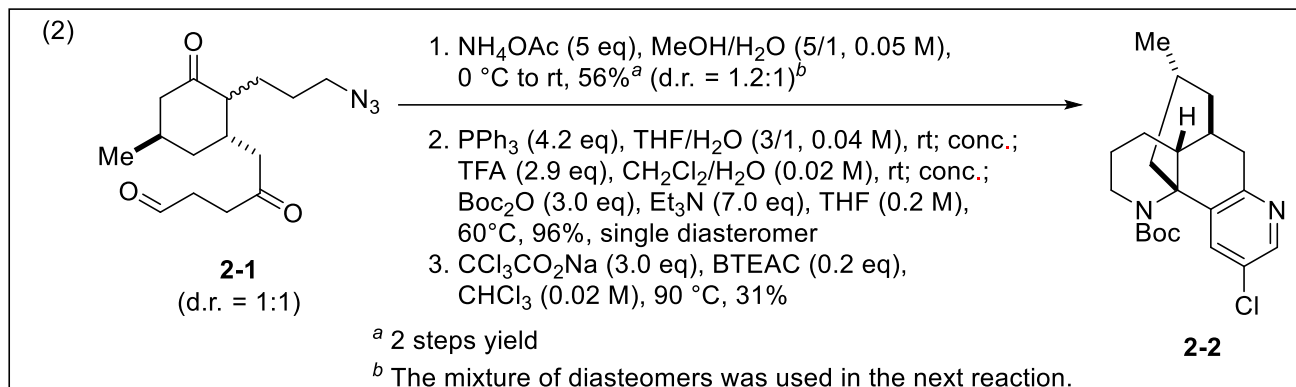 (2)
O
N3
Me
O
O
2-1
(d.r. = 1:1)
1. NH4OAc (5 eq), MeOH/H2O (5/1, 0.05 M),
0 °C to rt, 56%a (d.r. = 1.2:1)b
2. PPh3 (4.2 eq), THF/H2O (3/1, 0.04 M), rt; conc.;
TFA (2.9 eq), CH2Cl2/H2O (0.02 M), rt; conc.;
Boc2O (3.0 eq), Et3N (7.0 eq), THF (0.2 M),
60°C, 96%, single diasteromer
3. CCl3CO2Na (3.0 eq), BTEAC (0.2 eq),
CHCl3 (0.02 M), 90 °C, 31%
a 2 steps yield
b The mixture of diasteomers was used in the next reaction.
Me
H
N
N
Boc
Cl
2-2